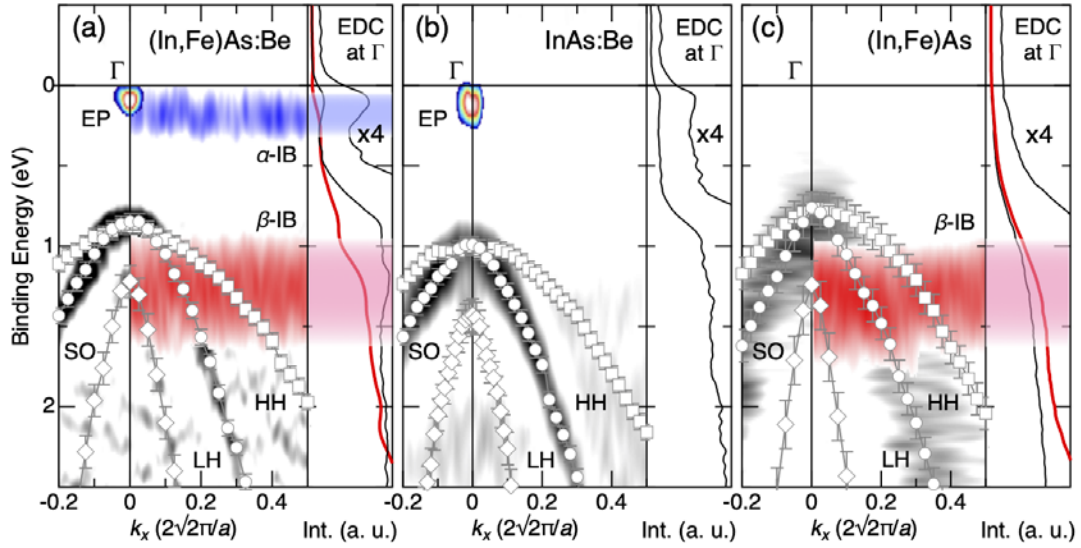 (a) (In,Fe)As:Be EDC at Γ
(b) InAs:Be EDC at Γ
(c) (In,Fe)As EDC at Γ
Γ
Γ
Γ
0
EP
EP
x4
x4
x4
α-IB
β-IB
β-IB
1
SO
SO
SO
HH
HH
HH
2
LH
LH
LH
Binding Energy (eV)
-0.2 0 0.2 0.4
-0.2 0 0.2 0.4
-0.2 0 0.2 0.4
kx (2√2π/a) Int. (a. u.)
kx (2√2π/a) Int. (a. u.)
kx (2√2π/a) Int. (a. u.)